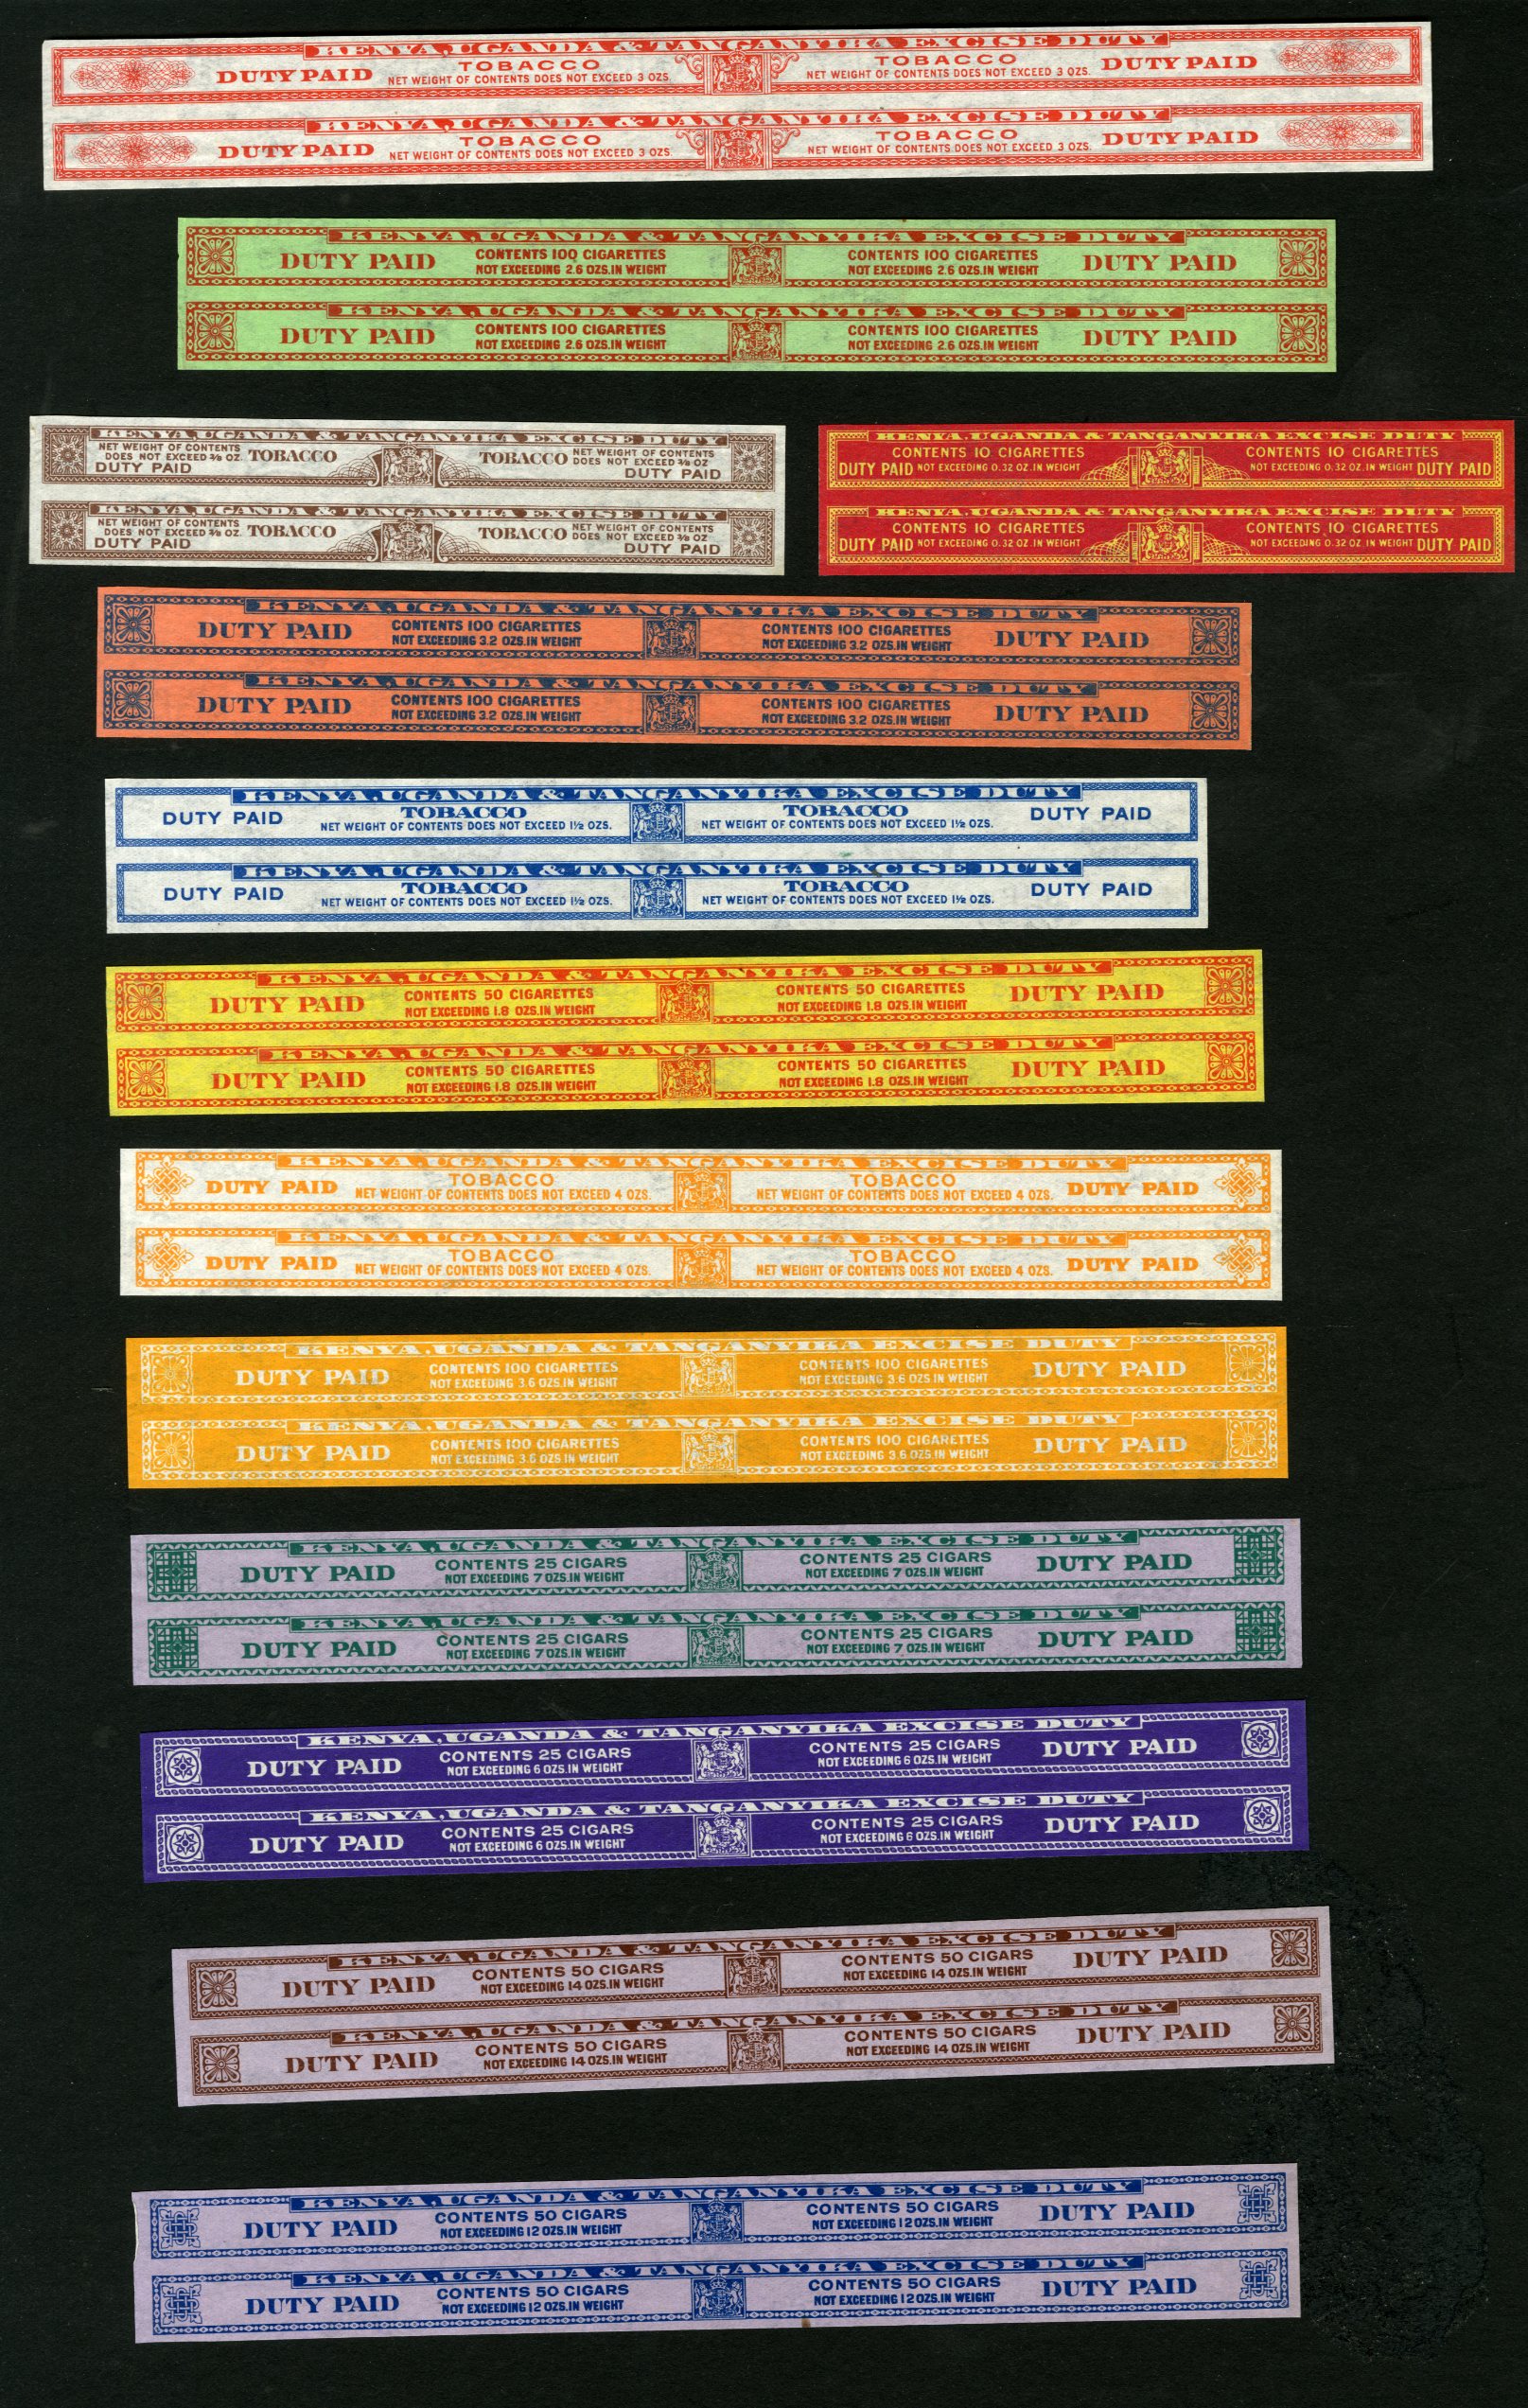 KENYA, UGANDA & TANGANYIKA EXCISE DUTY
DUTY PAID TOBACCO TOBACCO DUTY PAID
NET WEIGHT OF CONTENTS DOES NOT EXCEED 3 OZS. NET WEIGHT OF CONTENTS DOES NOT EXCEED 3 OZS.
KENYA, UGANDA & TANGANYIKA EXCISE DUTY
DUTY PAID TOBACCO TOBACCO DUTY PAID
NET WEIGHT OF CONTENTS DOES NOT EXCEED 3 OZS. NET WEIGHT OF CONTENTS DOES NOT EXCEED 3 OZS.
KENYA, UGANDA & TANGANYIKA EXCISE DUTY
DUTY PAID CONTENTS 100 CIGARETTES CONTENTS 100 CIGARETTES DUTY PAID
NOT EXCEEDING 2.6 OZS. IN WEIGHT NOT EXCEEDING 2.6 OZS. IN WEIGHT
KENYA, UGANDA & TANGANYIKA EXCISE DUTY
DUTY PAID CONTENTS 100 CIGARETTES CONTENTS 100 CIGARETTES DUTY PAID
NOT EXCEEDING 2.6 OZS. IN WEIGHT NOT EXCEEDING 2.6 OZS. IN WEIGHT
KENYA, UGANDA & TANGANYIKA EXCISE DUTY
NET WEIGHT OF CONTENTS NET WEIGHT OF CONTENTS
DOES NOT EXCEED ⅜ OZ. TOBACCO TOBACCO DOES NOT EXCEED ⅜ OZ
DUTY PAID DUTY PAID
KENYA, UGANDA & TANGANYIKA EXCISE DUTY
NET WEIGHT OF CONTENTS NET WEIGHT OF CONTENTS
DOES NOT EXCEED ⅜ OZ. TOBACCO TOBACCO DOES NOT EXCEED ⅜ OZ
DUTY PAID DUTY PAID
KENYA, UGANDA & TANGANYIKA EXCISE DUTY
CONTENTS 10 CIGARETTES CONTENTS 10 CIGARETTES
DUTY PAID NOT EXCEEDING 0.32 OZ. IN WEIGHT NOT EXCEEDING 0.32 OZ. IN WEIGHT DUTY PAID
KENYA, UGANDA & TANGANYIKA EXCISE DUTY
CONTENTS 10 CIGARETTES CONTENTS 10 CIGARETTES
DUTY PAID NOT EXCEEDING 0.32 OZ. IN WEIGHT NOT EXCEEDING 0.32 OZ. IN WEIGHT DUTY PAID
KENYA, UGANDA & TANGANYIKA EXCISE DUTY
DUTY PAID CONTENTS 100 CIGARETTES CONTENTS 100 CIGARETTES DUTY PAID
NOT EXCEEDING 3.2 OZS. IN WEIGHT NOT EXCEEDING 3.2 OZS. IN WEIGHT
KENYA, UGANDA & TANGANYIKA EXCISE DUTY
DUTY PAID CONTENTS 100 CIGARETTES CONTENTS 100 CIGARETTES DUTY PAID
NOT EXCEEDING 3.2 OZS. IN WEIGHT NOT EXCEEDING 3.2 OZS. IN WEIGHT
KENYA, UGANDA & TANGANYIKA EXCISE DUTY
DUTY PAID TOBACCO TOBACCO DUTY PAID
NET WEIGHT OF CONTENTS DOES NOT EXCEED 1½ OZS. NET WEIGHT OF CONTENTS DOES NOT EXCEED 1½ OZS.
KENYA, UGANDA & TANGANYIKA EXCISE DUTY
DUTY PAID TOBACCO TOBACCO DUTY PAID
NET WEIGHT OF CONTENTS DOES NOT EXCEED 1½ OZS. NET WEIGHT OF CONTENTS DOES NOT EXCEED 1½ OZS.
KENYA, UGANDA & TANGANYIKA EXCISE DUTY
DUTY PAID CONTENTS 50 CIGARETTES CONTENTS 50 CIGARETTES DUTY PAID
NOT EXCEEDING 1.8 OZS. IN WEIGHT NOT EXCEEDING 1.8 OZS. IN WEIGHT
KENYA, UGANDA & TANGANYIKA EXCISE DUTY
DUTY PAID CONTENTS 50 CIGARETTES CONTENTS 50 CIGARETTES DUTY PAID
NOT EXCEEDING 1.8 OZS. IN WEIGHT NOT EXCEEDING 1.8 OZS. IN WEIGHT
KENYA, UGANDA & TANGANYIKA EXCISE DUTY
DUTY PAID TOBACCO TOBACCO DUTY PAID
NET WEIGHT OF CONTENTS DOES NOT EXCEED 4 OZS. NET WEIGHT OF CONTENTS DOES NOT EXCEED 4 OZS.
KENYA, UGANDA & TANGANYIKA EXCISE DUTY
DUTY PAID TOBACCO TOBACCO DUTY PAID
NET WEIGHT OF CONTENTS DOES NOT EXCEED 4 OZS. NET WEIGHT OF CONTENTS DOES NOT EXCEED 4 OZS.
KENYA, UGANDA & TANGANYIKA EXCISE DUTY
DUTY PAID CONTENTS 100 CIGARETTES CONTENTS 100 CIGARETTES DUTY PAID
NOT EXCEEDING 3.6 OZS. IN WEIGHT NOT EXCEEDING 3.6 OZS. IN WEIGHT
KENYA, UGANDA & TANGANYIKA EXCISE DUTY
DUTY PAID CONTENTS 100 CIGARETTES CONTENTS 100 CIGARETTES DUTY PAID
NOT EXCEEDING 3.6 OZS. IN WEIGHT NOT EXCEEDING 3.6 OZS. IN WEIGHT
KENYA, UGANDA & TANGANYIKA EXCISE DUTY
DUTY PAID CONTENTS 25 CIGARS CONTENTS 25 CIGARS DUTY PAID
NOT EXCEEDING 7 OZS. IN WEIGHT NOT EXCEEDING 7 OZS. IN WEIGHT
KENYA, UGANDA & TANGANYIKA EXCISE DUTY
DUTY PAID CONTENTS 25 CIGARS CONTENTS 25 CIGARS DUTY PAID
NOT EXCEEDING 7 OZS. IN WEIGHT NOT EXCEEDING 7 OZS. IN WEIGHT
KENYA, UGANDA & TANGANYIKA EXCISE DUTY
DUTY PAID CONTENTS 25 CIGARS CONTENTS 25 CIGARS DUTY PAID
NOT EXCEEDING 6 OZS. IN WEIGHT NOT EXCEEDING 6 OZS. IN WEIGHT
KENYA, UGANDA & TANGANYIKA EXCISE DUTY
DUTY PAID CONTENTS 25 CIGARS CONTENTS 25 CIGARS DUTY PAID
NOT EXCEEDING 6 OZS. IN WEIGHT NOT EXCEEDING 6 OZS. IN WEIGHT
KENYA, UGANDA & TANGANYIKA EXCISE DUTY
DUTY PAID CONTENTS 50 CIGARS CONTENTS 50 CIGARS DUTY PAID
NOT EXCEEDING 14 OZS. IN WEIGHT NOT EXCEEDING 14 OZS. IN WEIGHT
KENYA, UGANDA & TANGANYIKA EXCISE DUTY
DUTY PAID CONTENTS 50 CIGARS CONTENTS 50 CIGARS DUTY PAID
NOT EXCEEDING 14 OZS. IN WEIGHT NOT EXCEEDING 14 OZS. IN WEIGHT
KENYA, UGANDA & TANGANYIKA EXCISE DUTY
DUTY PAID CONTENTS 50 CIGARS CONTENTS 50 CIGARS DUTY PAID
NOT EXCEEDING 12 OZS. IN WEIGHT NOT EXCEEDING 12 OZS. IN WEIGHT
KENYA, UGANDA & TANGANYIKA EXCISE DUTY
DUTY PAID CONTENTS 50 CIGARS CONTENTS 50 CIGARS DUTY PAID
NOT EXCEEDING 12 OZS. IN WEIGHT NOT EXCEEDING 12 OZS. IN WEIGHT